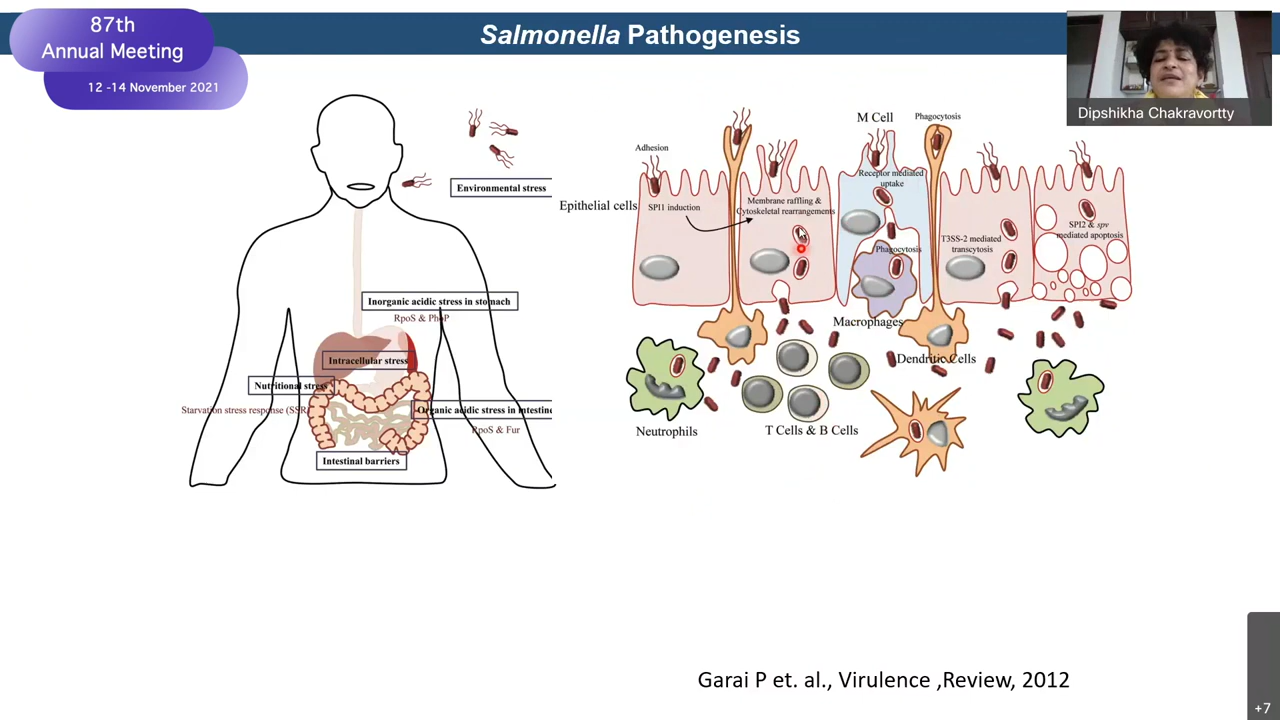 87th
Annual Meeting
12 -14 November 2021
Salmonella Pathogenesis
Dipshikha Chakravortty
Environmental stress
Inorganic acidic stress in stomach
RpoS & PhoP
Intracellular stress
Nutritional stress
Starvation stress response (SSR
Organic acidic stress in intestine
RpoS & Fur
Intestinal barriers
M Cell
Phagocytosis
Adhesion
Receptor mediated
uptake
Epithelial cells
SPI1 induction
Membrane raffling &
Cytoskeletal rearrangements
Phagocytosis
T3SS-2 mediated
transcytosis
SPI2 & spv
mediated apoptosis
Macrophages
Dendritic Cells
Neutrophils
T Cells & B Cells
Garai P et. al., Virulence ,Review, 2012
+7